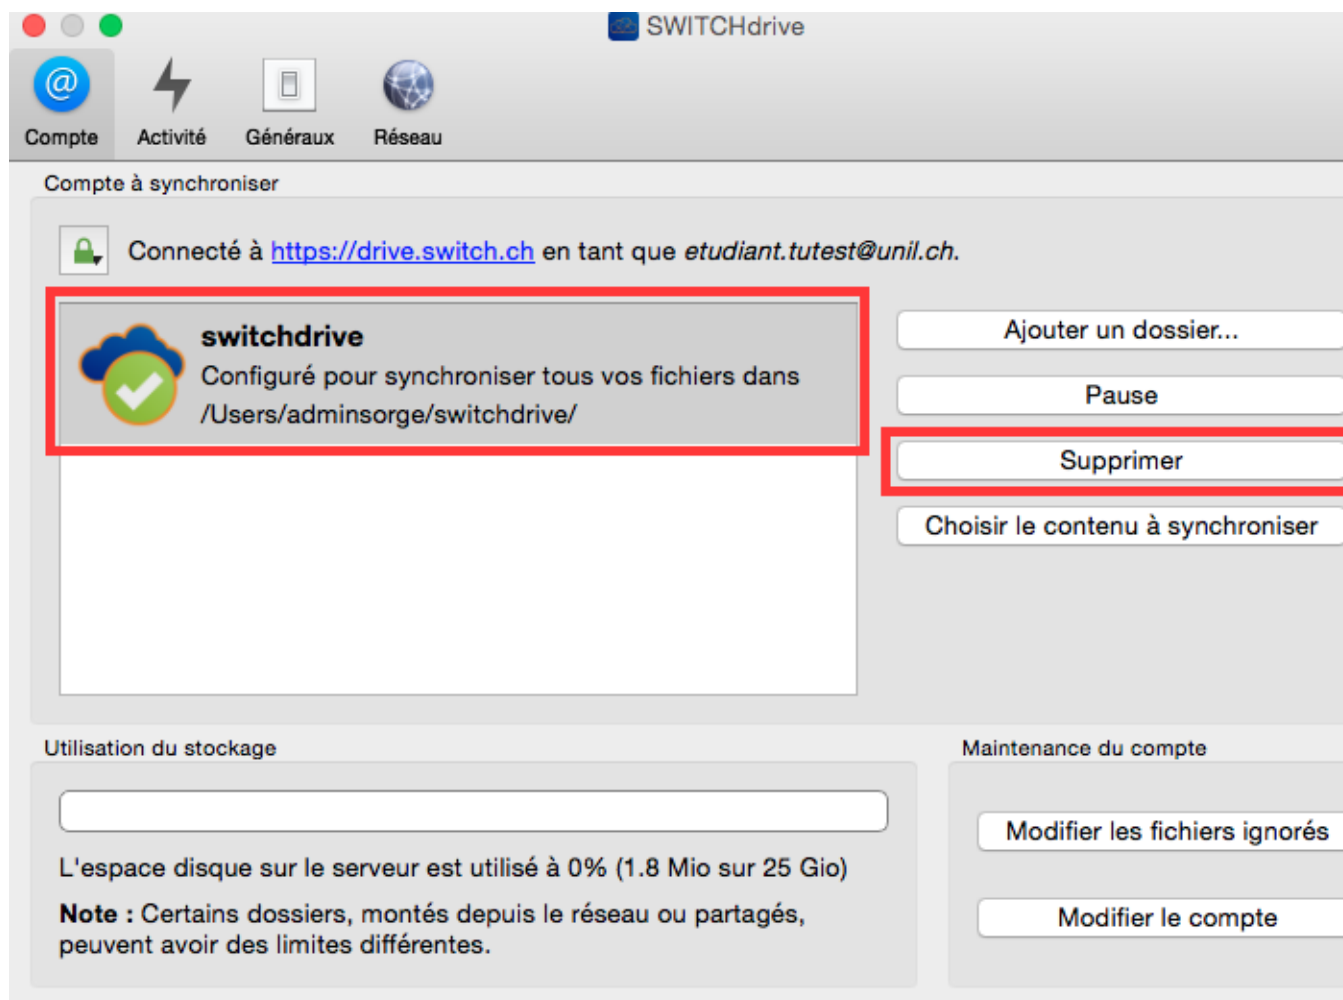 SWITCHdrive
Compte
Activité
Généraux
Réseau
Compte à synchroniser
Connecté à https://drive.switch.ch en tant que etudiant.tutest@unil.ch.
switchdrive
Configuré pour synchroniser tous vos fichiers dans
/Users/adminsorge/switchdrive/
Ajouter un dossier...
Pause
Supprimer
Choisir le contenu à synchroniser
Utilisation du stockage
L'espace disque sur le serveur est utilisé à 0% (1.8 Mio sur 25 Gio)
Note : Certains dossiers, montés depuis le réseau ou partagés,
peuvent avoir des limites différentes.
Maintenance du compte
Modifier les fichiers ignorés
Modifier le compte